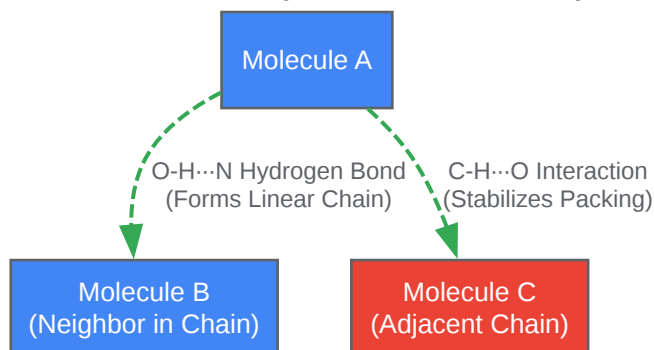 Molecule A
O-H···N Hydrogen Bond
(Forms Linear Chain)
C-H···O Interaction
(Stabilizes Packing)
Molecule B
(Neighbor in Chain)
Molecule C
(Adjacent Chain)